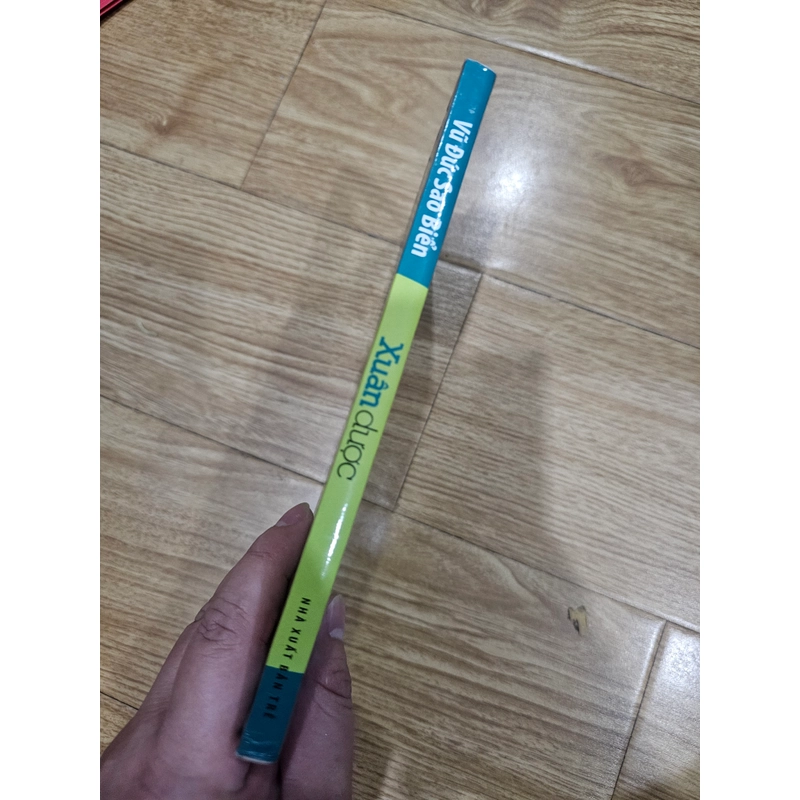 Vũ Đức Sao Biển
Xuân dược
NHÀ XUẤT BẢN TRẺ